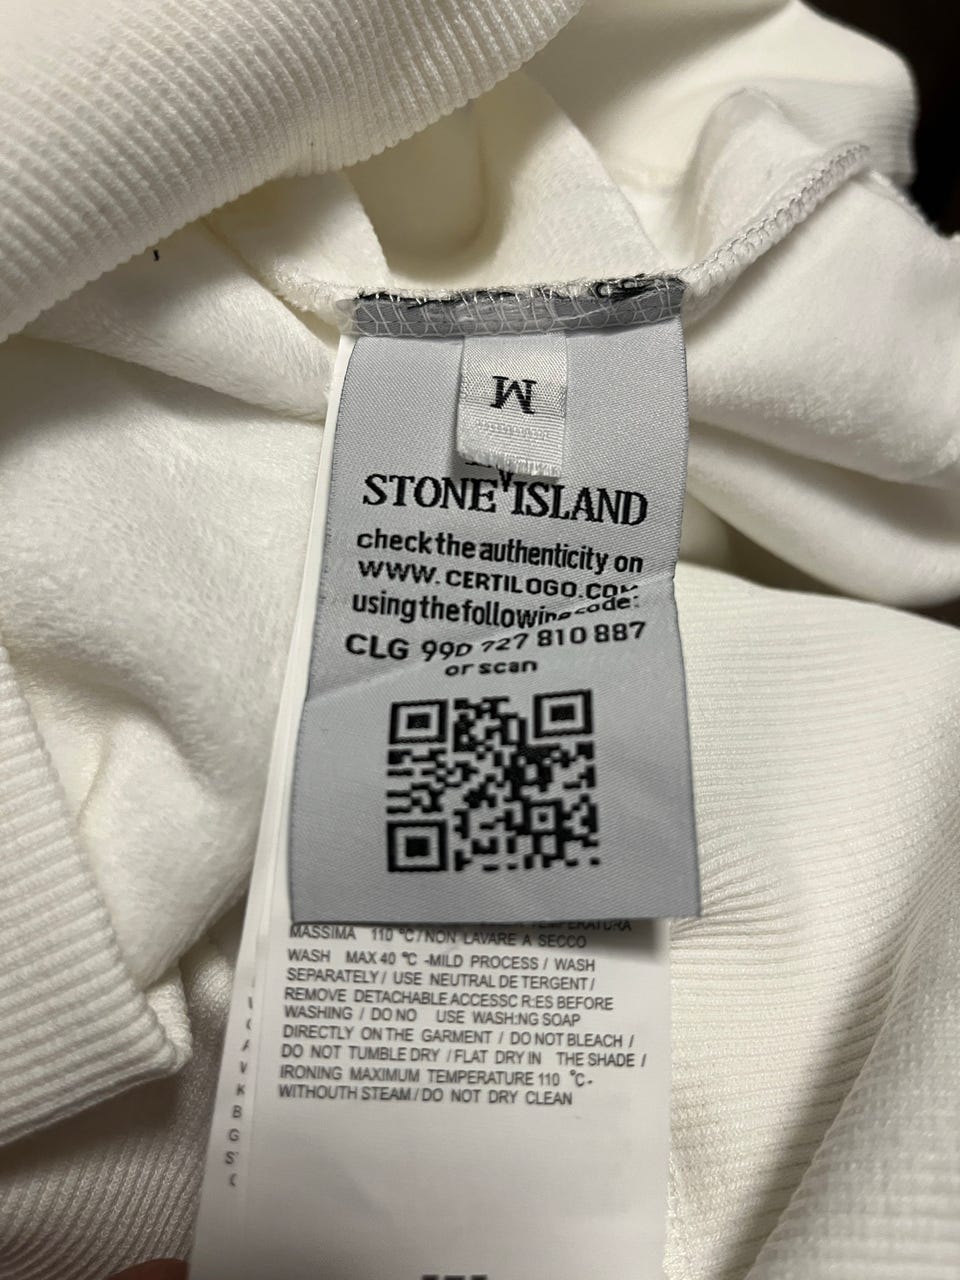 M
STONE ISLAND
check the authenticity on
WWW.CERTILOGO.COM
using the following code:
CLG 990 727 810 887
or scan
TEMPERATURA
MASSIMA 110 °C/NON LAVARE A SECCO
WASH MAX 40 °C -MILD PROCESS / WASH
SEPARATELY / USE NEUTRAL DETERGENT /
REMOVE DETACHABLE ACCESSC R:ES BEFORE
WASHING / DO NO USE WASH:NG SOAP
DIRECTLY ON THE GARMENT / DO NOT BLEACH /
DO NOT TUMBLE DRY / FLAT DRY IN THE SHADE /
IRONING MAXIMUM TEMPERATURE 110 °C-
WITHOUTH STEAM / DO NOT DRY CLEAN